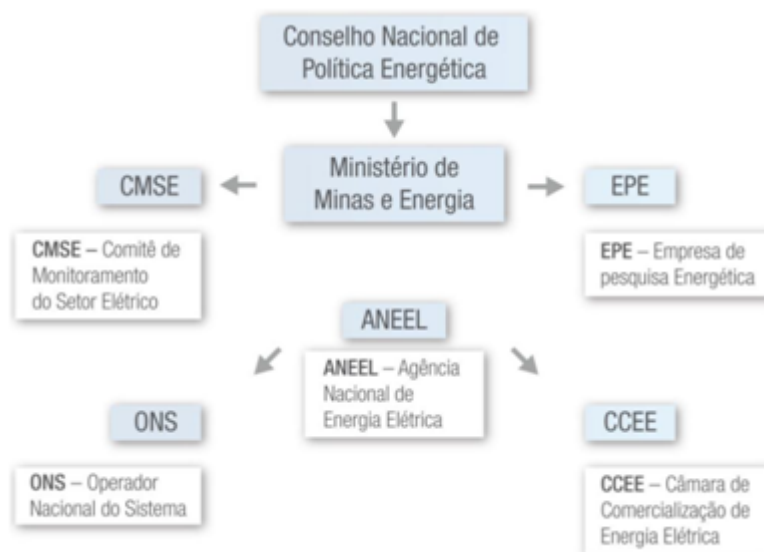 Conselho Nacional de
Política Energética
Ministério de
Minas e Energia
CMSE
EPE
CMSE – Comitê de
Monitoramento
do Setor Elétrico
EPE – Empresa de
pesquisa Energética
ANEEL
ANEEL – Agência
Nacional de
Energia Elétrica
ONS
CCEE
ONS – Operador
Nacional do Sistema
CCEE – Câmara de
Comercialização de
Energia Elétrica